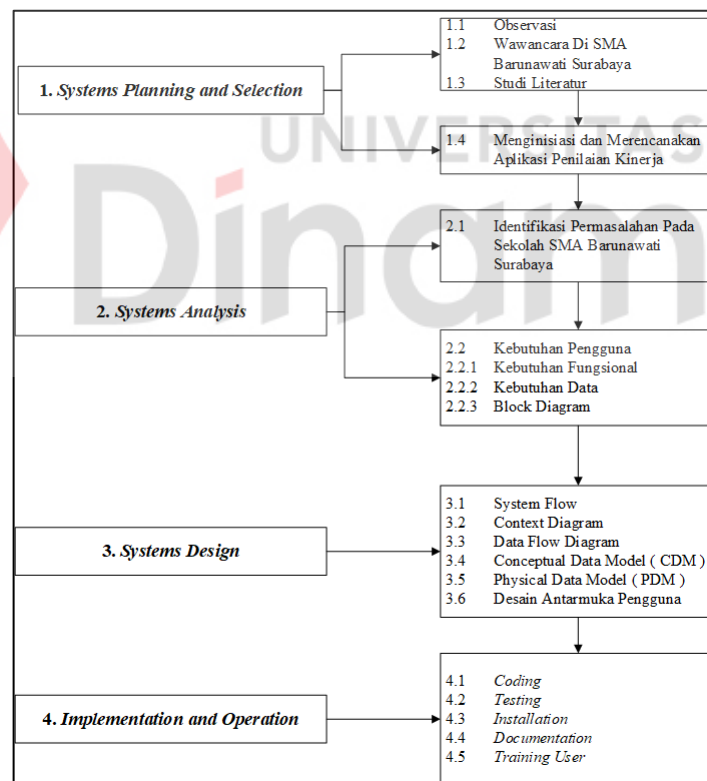 1.1 Observasi
1.2 Wawancara Di SMA
Barunawati Surabaya
1.3 Studi Literatur
1. Systems Planning and Selection
UNIVERSITAS
1.4 Menginisiasi dan Merencanakan
Aplikasi Penilaian Kinerja
Dinam
2.1 Identifikasi Permasalahan Pada
Sekolah SMA Barunawati
Surabaya
2. Systems Analysis
2.2 Kebutuhan Pengguna
2.2.1 Kebutuhan Fungsional
2.2.2 Kebutuhan Data
2.2.3 Block Diagram
3.1 System Flow
3.2 Context Diagram
3.3 Data Flow Diagram
3.4 Conceptual Data Model ( CDM )
3.5 Physical Data Model ( PDM )
3.6 Desain Antarmuka Pengguna
3. Systems Design
4.1 Coding
4.2 Testing
4.3 Installation
4.4 Documentation
4.5 Training User
4. Implementation and Operation